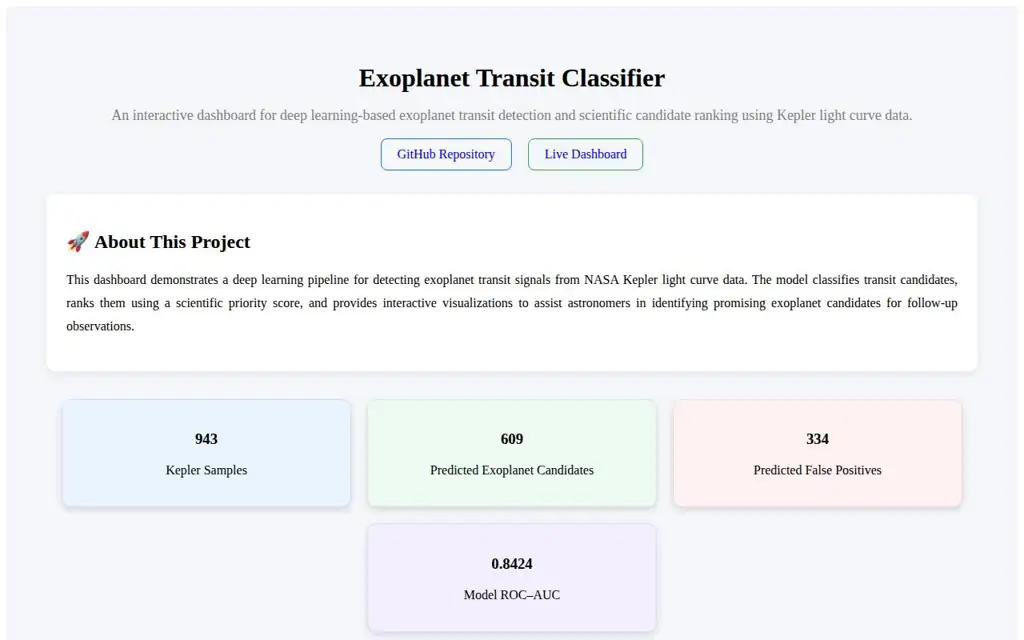 Exoplanet Transit Classifier
An interactive dashboard for deep learning-based exoplanet transit detection and scientific candidate ranking using Kepler light curve data.
GitHub Repository
Live Dashboard
🚀 About This Project
This dashboard demonstrates a deep learning pipeline for detecting exoplanet transit signals from NASA Kepler light curve data. The model classifies transit candidates,
ranks them using a scientific priority score, and provides interactive visualizations to assist astronomers in identifying promising exoplanet candidates for follow-up
observations.
943
Kepler Samples
609
Predicted Exoplanet Candidates
334
Predicted False Positives
0.8424
Model ROC–AUC